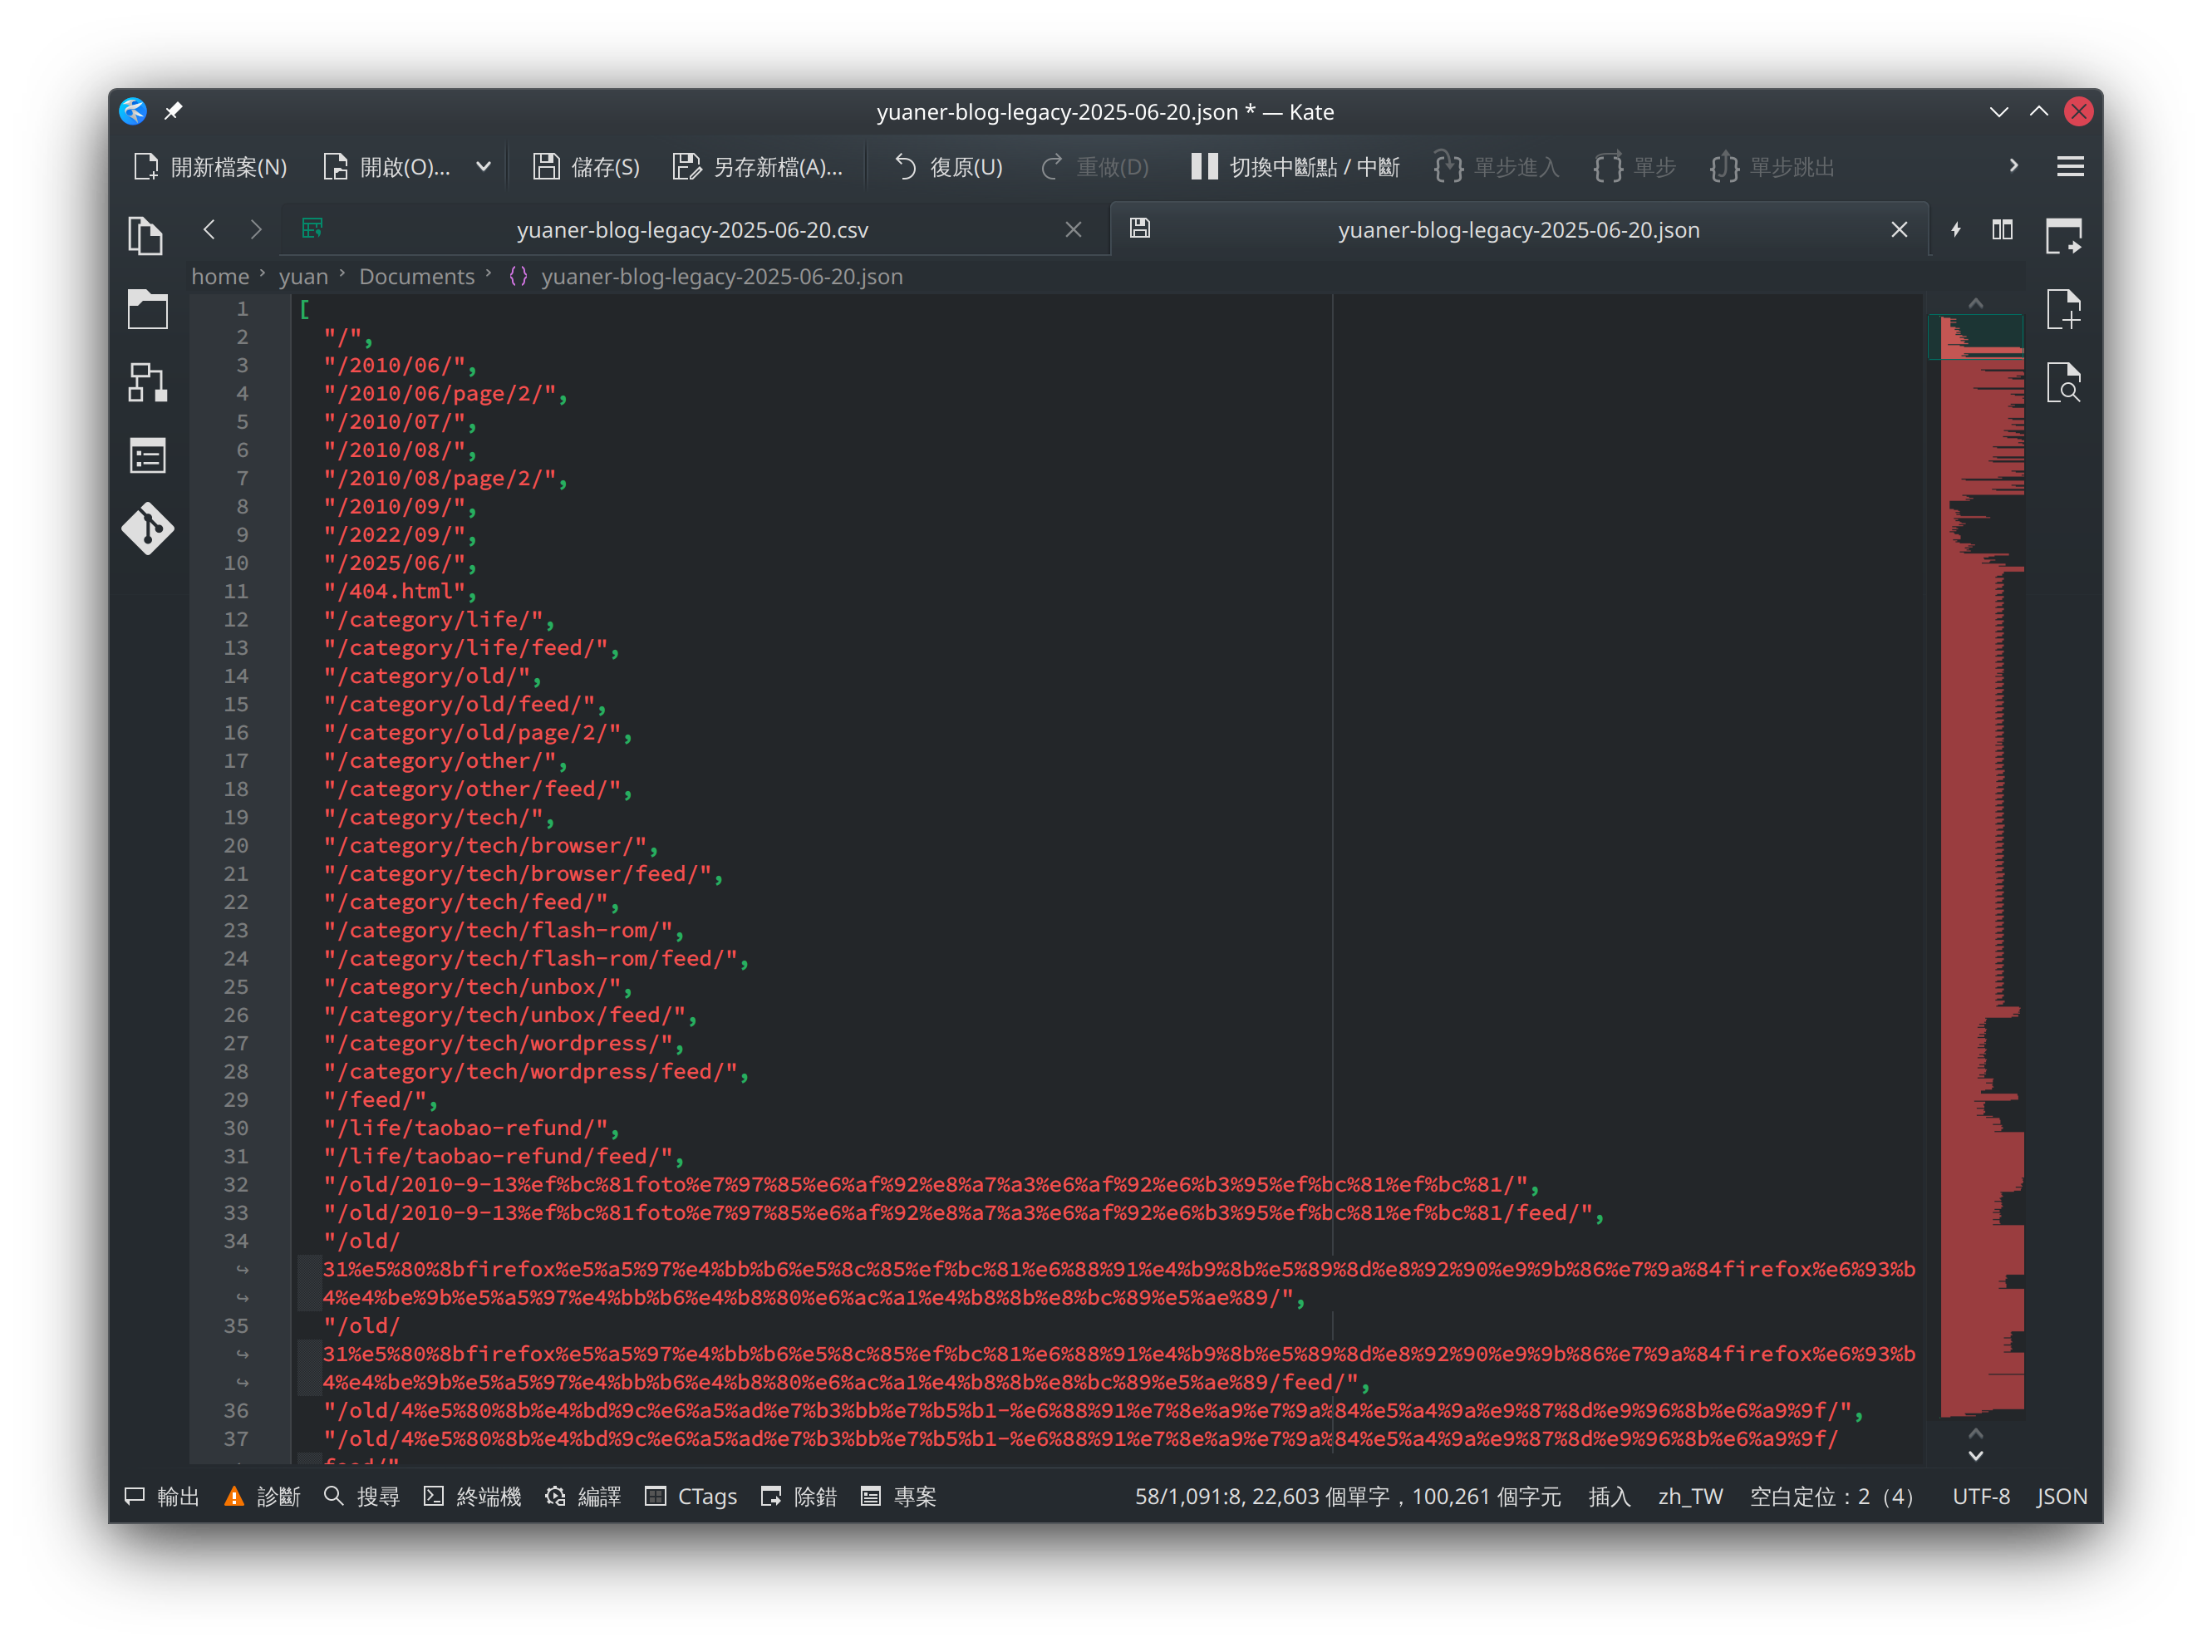 yuaner-blog-legacy-2025-06-20.json * — Kate
開新檔案(N) 開啟(O)... 儲存(S) 另存新檔(A)... 復原(U) 重做(D) 切換中斷點 / 中斷 單步進入 單步 單步跳出
yuaner-blog-legacy-2025-06-20.csv yuaner-blog-legacy-2025-06-20.json
home › yuan › Documents › {} yuaner-blog-legacy-2025-06-20.json
1 [
2 "/",
3 "/2010/06/",
4 "/2010/06/page/2/",
5 "/2010/07/",
6 "/2010/08/",
7 "/2010/08/page/2/",
8 "/2010/09/",
9 "/2022/09/",
10 "/2025/06/",
11 "/404.html",
12 "/category/life/",
13 "/category/life/feed/",
14 "/category/old/",
15 "/category/old/feed/",
16 "/category/old/page/2/",
17 "/category/other/",
18 "/category/other/feed/",
19 "/category/tech/",
20 "/category/tech/browser/",
21 "/category/tech/browser/feed/",
22 "/category/tech/feed/",
23 "/category/tech/flash-rom/",
24 "/category/tech/flash-rom/feed/",
25 "/category/tech/unbox/",
26 "/category/tech/unbox/feed/",
27 "/category/tech/wordpress/",
28 "/category/tech/wordpress/feed/",
29 "/feed/",
30 "/life/taobao-refund/",
31 "/life/taobao-refund/feed/",
32 "/old/2010-9-13%ef%bc%81foto%e7%97%85%e6%af%92%e8%a7%a3%e6%af%92%e6%b3%95%ef%bc%81%ef%bc%81/",
33 "/old/2010-9-13%ef%bc%81foto%e7%97%85%e6%af%92%e8%a7%a3%e6%af%92%e6%b3%95%ef%bc%81%ef%bc%81/feed/",
34 "/old/
31%e5%80%8bfirefox%e5%a5%97%e4%bb%b6%e5%8c%85%ef%bc%81%e6%88%91%e4%b9%8b%e5%89%8d%e8%92%90%e9%9b%86%e7%9a%84firefox%e6%93%b
4%e4%be%9b%e5%a5%97%e4%bb%b6%e4%b8%80%e6%ac%a1%e4%b8%8b%e8%bc%89%e5%ae%89/",
35 "/old/
31%e5%80%8bfirefox%e5%a5%97%e4%bb%b6%e5%8c%85%ef%bc%81%e6%88%91%e4%b9%8b%e5%89%8d%e8%92%90%e9%9b%86%e7%9a%84firefox%e6%93%b
4%e4%be%9b%e5%a5%97%e4%bb%b6%e4%b8%80%e6%ac%a1%e4%b8%8b%e8%bc%89%e5%ae%89/feed/",
36 "/old/4%e5%80%8b%e4%bd%9c%e6%a5%ad%e7%b3%bb%e7%b5%b1-%e6%88%91%e7%8e%a9%e7%9a%84%e5%a4%9a%e9%87%8d%e9%96%8b%e6%a9%9f/",
37 "/old/4%e5%80%8b%e4%bd%9c%e6%a5%ad%e7%b3%bb%e7%b5%b1-%e6%88%91%e7%8e%a9%e7%9a%84%e5%a4%9a%e9%87%8d%e9%96%8b%e6%a9%9f/
輸出 診斷 搜尋 終端機 編譯 CTags 除錯 專案 58/1,091:8, 22,603 個單字，100,261 個字元 插入 zh_TW 空白定位：2（4） UTF-8 JSON